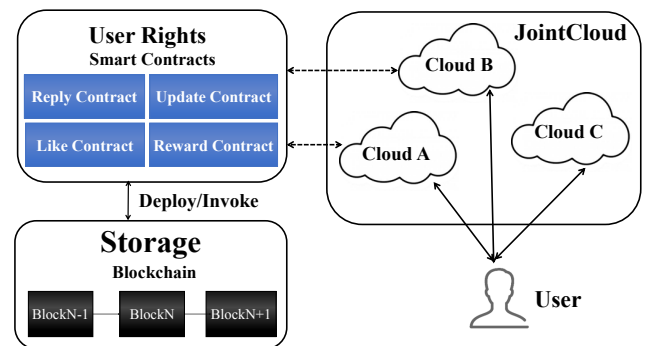 User Rights
Smart Contracts
Reply Contract
Update Contract
Like Contract
Reward Contract
Deploy/Invoke
Storage
Blockchain
BlockN-1
BlockN
BlockN+1
JointCloud
Cloud B
Cloud C
Cloud A
User